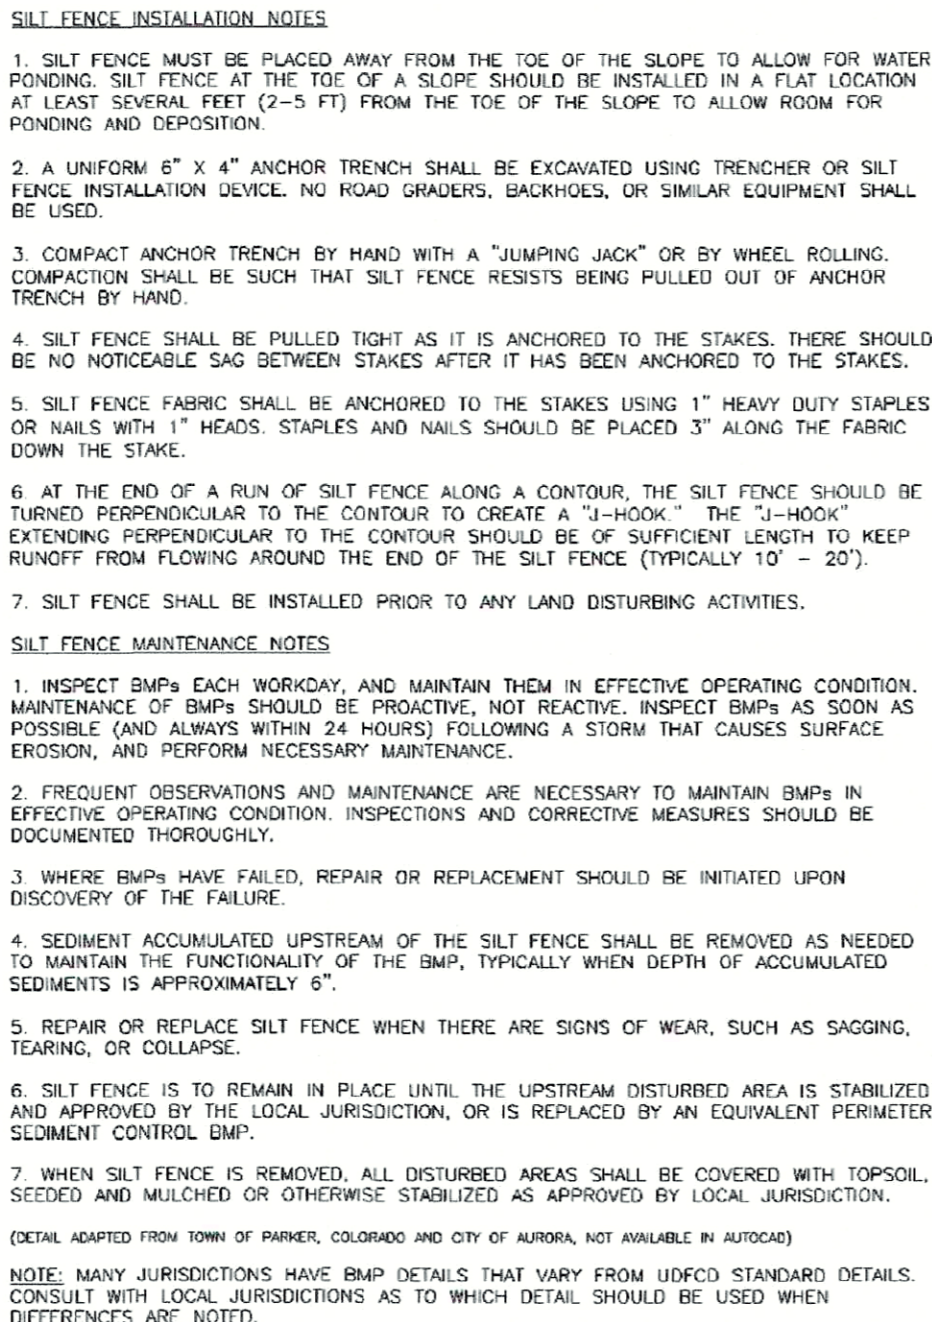 SILT FENCE INSTALLATION NOTES
1. SILT FENCE MUST BE PLACED AWAY FROM THE TOE OF THE SLOPE TO ALLOW FOR WATER
PONDING. SILT FENCE AT THE TOE OF A SLOPE SHOULD BE INSTALLED IN A FLAT LOCATION
AT LEAST SEVERAL FEET (2-5 FT) FROM THE TOE OF THE SLOPE TO ALLOW ROOM FOR
PONDING AND DEPOSITION.
2. A UNIFORM 6" X 4" ANCHOR TRENCH SHALL BE EXCAVATED USING TRENCHER OR SILT
FENCE INSTALLATION DEVICE. NO ROAD GRADERS, BACKHOES, OR SIMILAR EQUIPMENT SHALL
BE USED.
3. COMPACT ANCHOR TRENCH BY HAND WITH A "JUMPING JACK" OR BY WHEEL ROLLING.
COMPACTION SHALL BE SUCH THAT SILT FENCE RESISTS BEING PULLED OUT OF ANCHOR
TRENCH BY HAND.
4. SILT FENCE SHALL BE PULLED TIGHT AS IT IS ANCHORED TO THE STAKES. THERE SHOULD
BE NO NOTICEABLE SAG BETWEEN STAKES AFTER IT HAS BEEN ANCHORED TO THE STAKES.
5. SILT FENCE FABRIC SHALL BE ANCHORED TO THE STAKES USING 1" HEAVY DUTY STAPLES
OR NAILS WITH 1" HEADS. STAPLES AND NAILS SHOULD BE PLACED 3" ALONG THE FABRIC
DOWN THE STAKE.
6. AT THE END OF A RUN OF SILT FENCE ALONG A CONTOUR, THE SILT FENCE SHOULD BE
TURNED PERPENDICULAR TO THE CONTOUR TO CREATE A "J-HOOK." THE "J-HOOK"
EXTENDING PERPENDICULAR TO THE CONTOUR SHOULD BE OF SUFFICIENT LENGTH TO KEEP
RUNOFF FROM FLOWING AROUND THE END OF THE SILT FENCE (TYPICALLY 10' - 20').
7. SILT FENCE SHALL BE INSTALLED PRIOR TO ANY LAND DISTURBING ACTIVITIES.
SILT FENCE MAINTENANCE NOTES
1. INSPECT BMPs EACH WORKDAY, AND MAINTAIN THEM IN EFFECTIVE OPERATING CONDITION.
MAINTENANCE OF BMPs SHOULD BE PROACTIVE, NOT REACTIVE. INSPECT BMPs AS SOON AS
POSSIBLE (AND ALWAYS WITHIN 24 HOURS) FOLLOWING A STORM THAT CAUSES SURFACE
EROSION, AND PERFORM NECESSARY MAINTENANCE.
2. FREQUENT OBSERVATIONS AND MAINTENANCE ARE NECESSARY TO MAINTAIN BMPs IN
EFFECTIVE OPERATING CONDITION. INSPECTIONS AND CORRECTIVE MEASURES SHOULD BE
DOCUMENTED THOROUGHLY.
3. WHERE BMPs HAVE FAILED, REPAIR OR REPLACEMENT SHOULD BE INITIATED UPON
DISCOVERY OF THE FAILURE.
4. SEDIMENT ACCUMULATED UPSTREAM OF THE SILT FENCE SHALL BE REMOVED AS NEEDED
TO MAINTAIN THE FUNCTIONALITY OF THE BMP, TYPICALLY WHEN DEPTH OF ACCUMULATED
SEDIMENTS IS APPROXIMATELY 6".
5. REPAIR OR REPLACE SILT FENCE WHEN THERE ARE SIGNS OF WEAR, SUCH AS SAGGING,
TEARING, OR COLLAPSE.
6. SILT FENCE IS TO REMAIN IN PLACE UNTIL THE UPSTREAM DISTURBED AREA IS STABILIZED
AND APPROVED BY THE LOCAL JURISDICTION, OR IS REPLACED BY AN EQUIVALENT PERIMETER
SEDIMENT CONTROL BMP.
7. WHEN SILT FENCE IS REMOVED, ALL DISTURBED AREAS SHALL BE COVERED WITH TOPSOIL,
SEEDED AND MULCHED OR OTHERWISE STABILIZED AS APPROVED BY LOCAL JURISDICTION.
(DETAIL ADAPTED FROM TOWN OF PARKER, COLORADO AND CITY OF AURORA, NOT AVAILABLE IN AUTOCAD)
NOTE: MANY JURISDICTIONS HAVE BMP DETAILS THAT VARY FROM UDFCD STANDARD DETAILS.
CONSULT WITH LOCAL JURISDICTIONS AS TO WHICH DETAIL SHOULD BE USED WHEN
DIFFERENCES ARE NOTED.